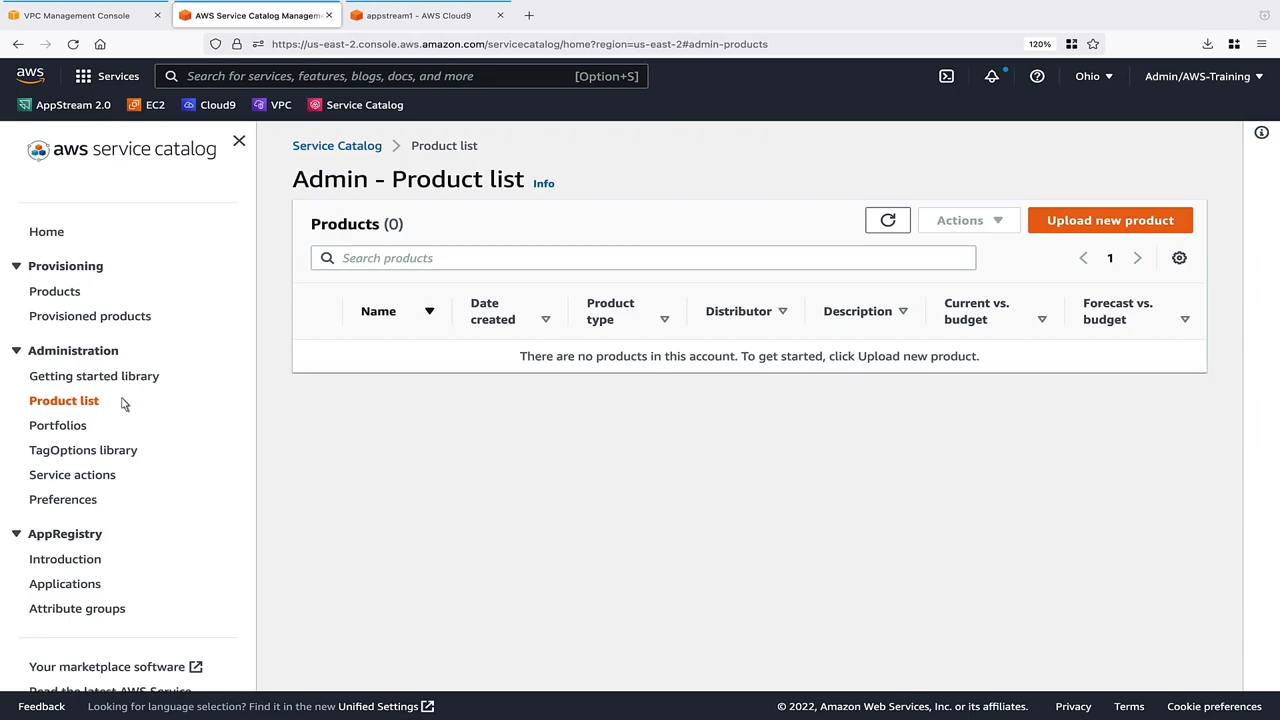 VPC Management Console
AWS Service Catalog Managemen
appstream1 - AWS Cloud9
https://us-east-2.console.aws.amazon.com/servicecatalog/home?region=us-east-2#admin-products
120%
aws
Services
Search for services, features, blogs, docs, and more
[Option+S]
Ohio
Admin/AWS-Training
AppStream 2.0
EC2
Cloud9
VPC
Service Catalog
aws service catalog
Home
Provisioning
Products
Provisioned products
Administration
Getting started library
Product list
Portfolios
TagOptions library
Service actions
Preferences
AppRegistry
Introduction
Applications
Attribute groups
Your marketplace software
Read the latest AWS Service
Service Catalog
Product list
Admin - Product list Info
Products (0)
Actions
Upload new product
Search products
1
Name
Date
created
Product
type
Distributor
Description
Current vs.
budget
Forecast vs.
budget
There are no products in this account. To get started, click Upload new product.
Feedback
Looking for language selection? Find it in the new Unified Settings
© 2022, Amazon Web Services, Inc. or its affiliates.
Privacy
Terms
Cookie preferences